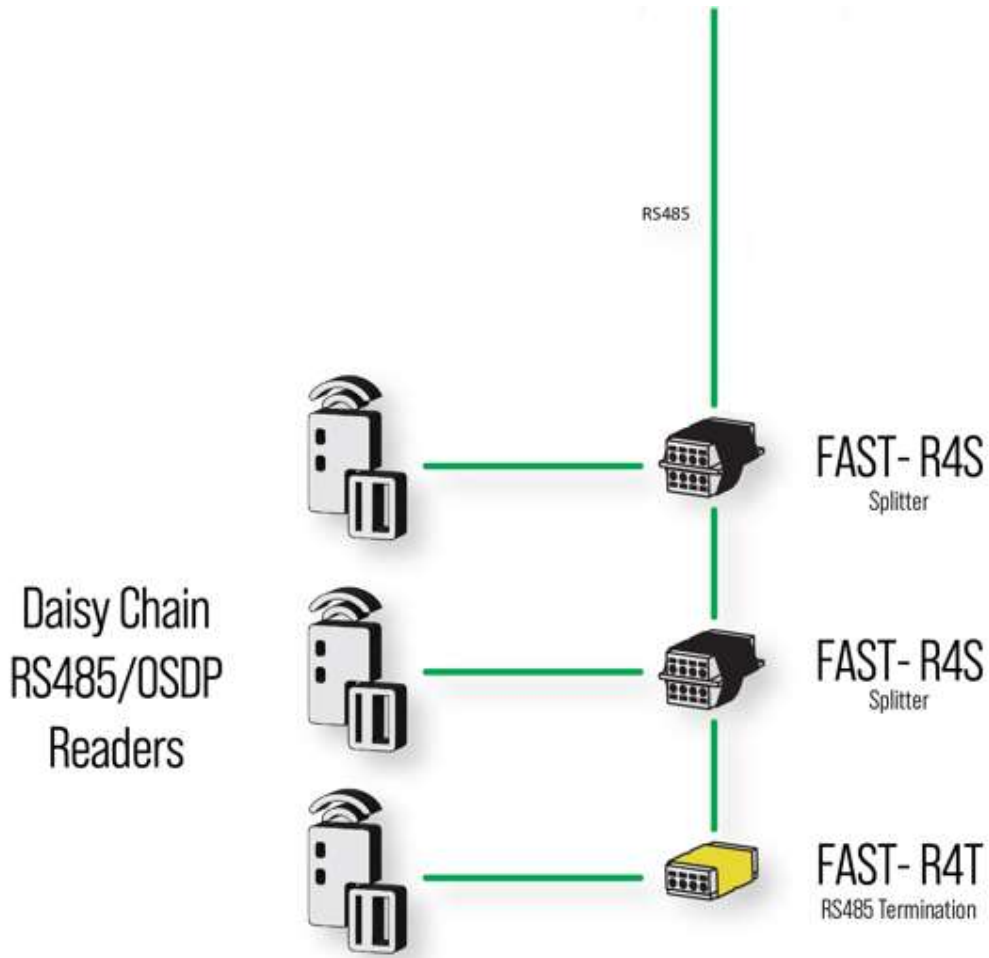 RS485
FAST- R4S
Splitter
Daisy Chain
RS485/OSDP
Readers
FAST- R4S
Splitter
FAST- R4T
RS485 Termination